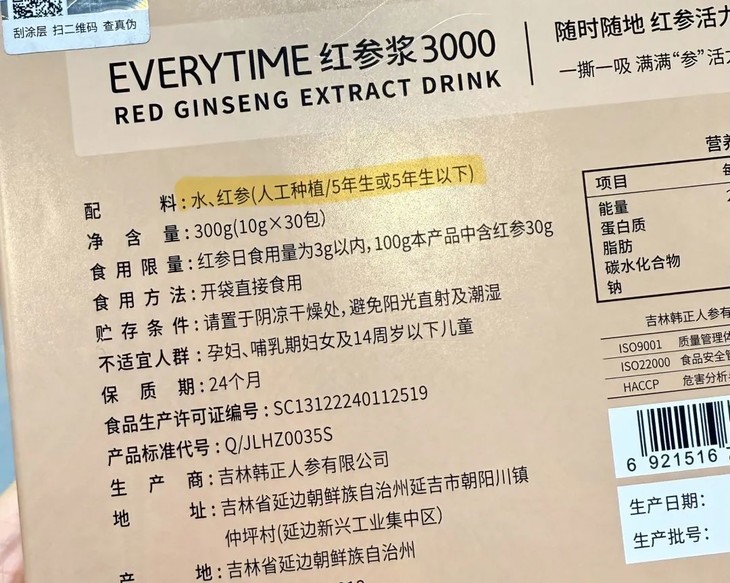 刮涂层 扫二维码 查真伪
EVERYTIME 红参浆3000
RED GINSENG EXTRACT DRINK
随时随地 红参活力
一撕一吸 满满“参”活
配 料:水、红参(人工种植/5年生或5年生以下)
净 含 量:300g(10g×30包)
食 用 限 量:红参日食用量为3g以内,100g本产品中含红参30g
食 用 方 法:开袋直接食用
贮 存 条 件:请置于阴凉干燥处,避免阳光直射及潮湿
不适宜人群:孕妇、哺乳期妇女及14周岁以下儿童
保 质 期:24个月
食品生产许可证编号:SC13122240112519
产品标准代号:Q/JLHZ0035S
生 产 商:吉林韩正人参有限公司
地 址:吉林省延边朝鲜族自治州延吉市朝阳川镇
仲坪村(延边新兴工业集中区)
产 地:吉林省延边朝鲜族自治州
营养
项目
能量
蛋白质
脂肪
碳水化合物
钠
吉林韩正人参有
ISO9001 质量管理体
ISO22000 食品安全管
HACCP 危害分析
6 921516
生产日期:
生产批号: